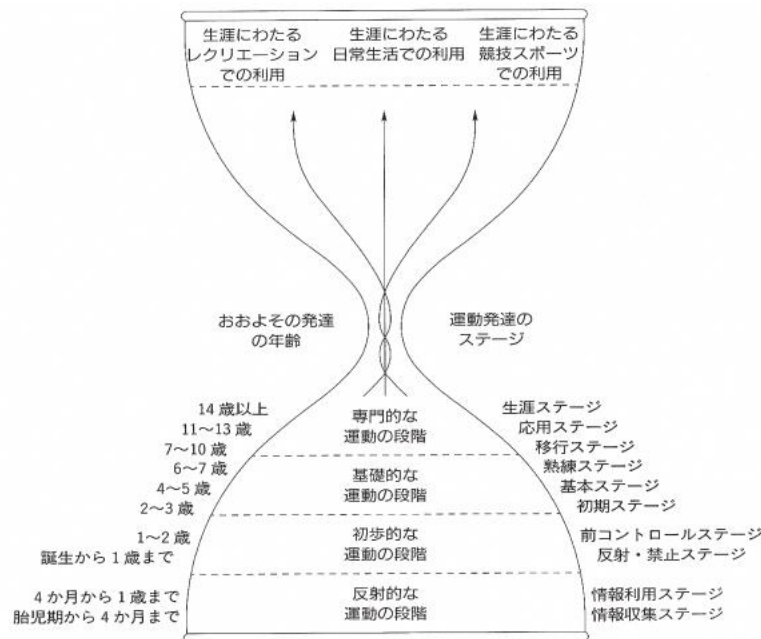 生涯にわたる
レクリエーション
での利用
生涯にわたる
日常生活での利用
生涯にわたる
競技スポーツ
での利用
おおよその発達
の年齢
運動発達の
ステージ
14歳以上
11〜13歳
7〜10歳
6〜7歳
4〜5歳
2〜3歳
1〜2歳
誕生から1歳まで
4か月から1歳まで
胎児期から4か月まで
専門的な
運動の段階
基礎的な
運動の段階
初歩的な
運動の段階
反射的な
運動の段階
生涯ステージ
応用ステージ
移行ステージ
熟練ステージ
基本ステージ
初期ステージ
前コントロールステージ
反射・禁止ステージ
情報利用ステージ
情報収集ステージ